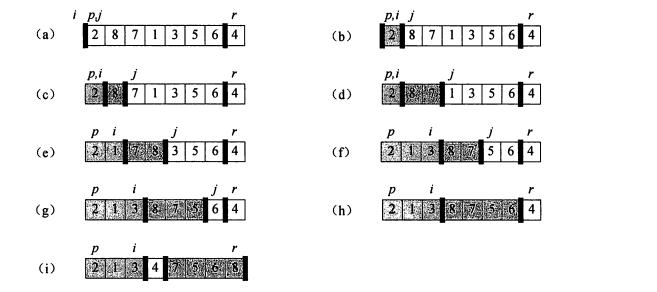 i p,j r p,i j r
(a) 2 8 7 1 3 5 6 4 (b) 2 8 7 1 3 5 6 4
p,i j r p,i j r
(c) 2 8 7 1 3 5 6 4 (d) 2 8 7 1 3 5 6 4
p i j r p i j r
(e) 2 1 7 8 3 5 6 4 (f) 2 1 3 8 7 5 6 4
p i j r p i r
(g) 2 1 3 8 7 5 6 4 (h) 2 1 3 8 7 5 6 4
p i r
(i) 2 1 3 4 7 5 6 8